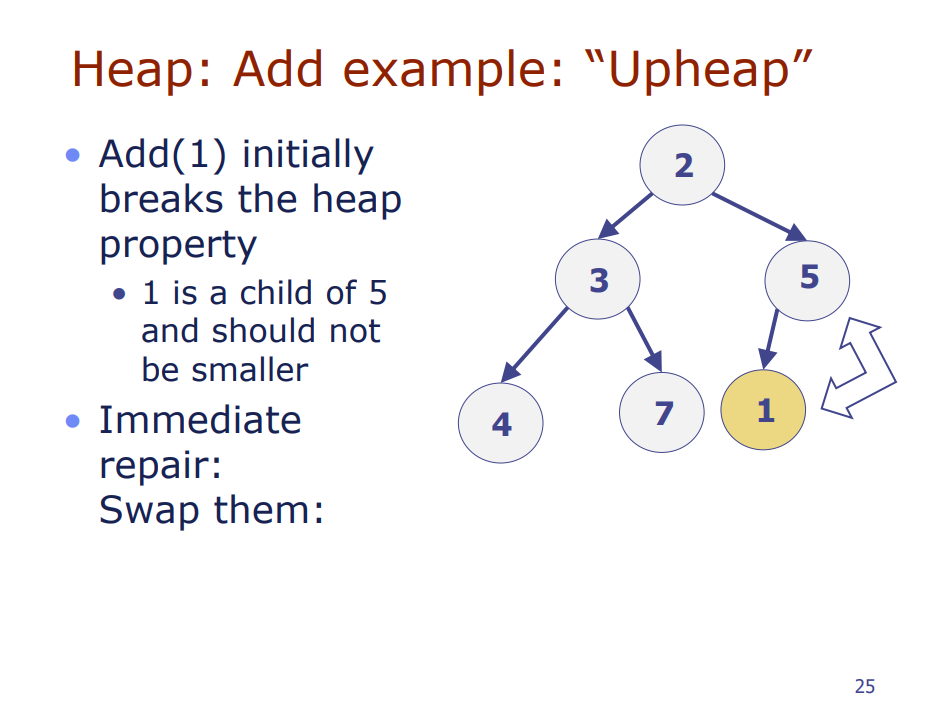 Heap: Add example: “Upheap”
• Add(1) initially
breaks the heap
property
• 1 is a child of 5
and should not
be smaller
• Immediate
repair:
Swap them:
2
3
5
4
7
1
25